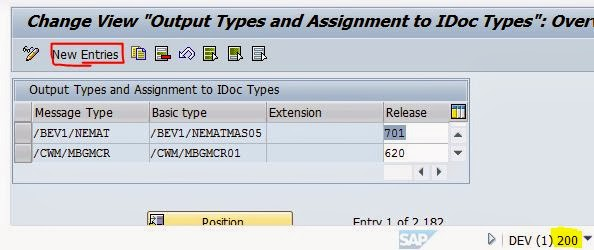 Change View "Output Types and Assignment to IDoc Types": Over
New Entries
Output Types and Assignment to IDoc Types
Message Type Basic type Extension Release
/BEV1/NEMAT /BEV1/NEMATMAS05 701
/CWM/MBGMCR /CWM/MBGMCR01 620
Position Entry 1 of 2.182
SAP DEV (1) 200